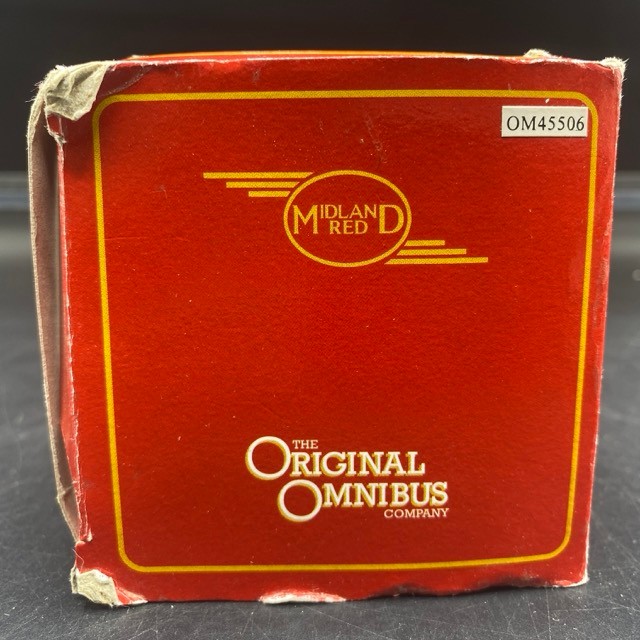 OM45506
MIDLAND
RED
THE
ORIGINAL
OMNIBUS
COMPANY